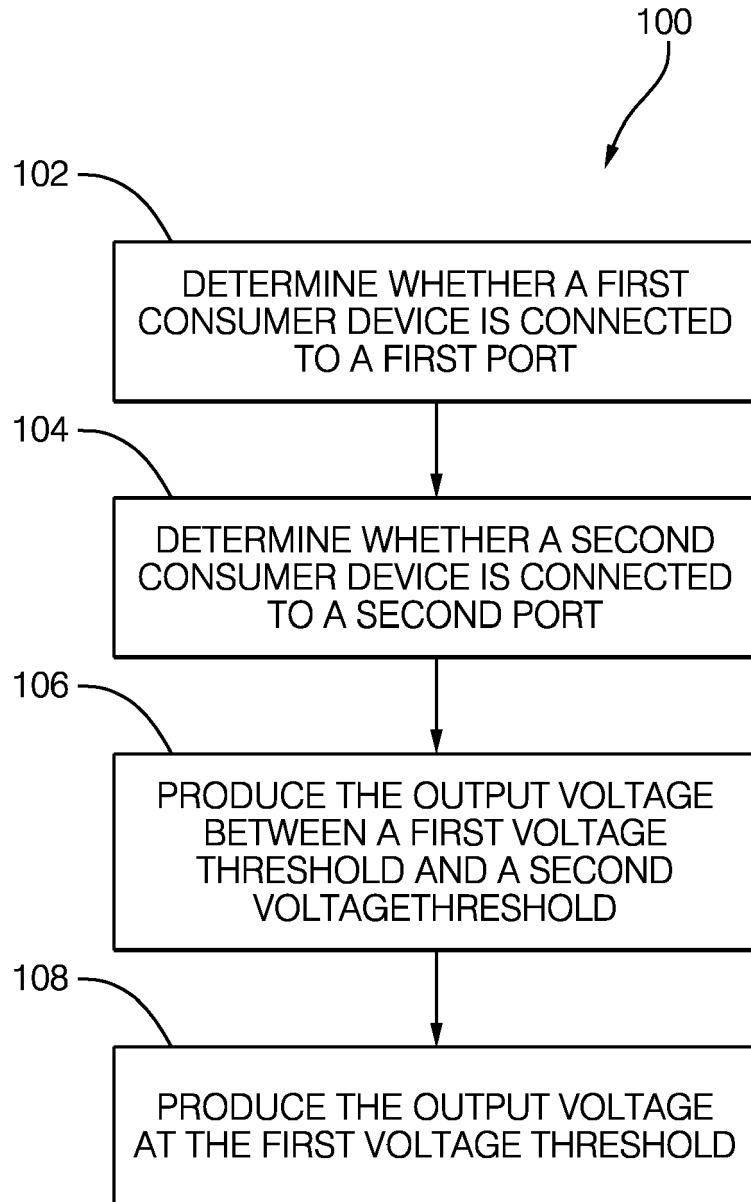 100
102
DETERMINE WHETHER A FIRST
CONSUMER DEVICE IS CONNECTED
TO A FIRST PORT
104
DETERMINE WHETHER A SECOND
CONSUMER DEVICE IS CONNECTED
TO A SECOND PORT
106
PRODUCE THE OUTPUT VOLTAGE
BETWEEN A FIRST VOLTAGE
THRESHOLD AND A SECOND
VOLTAGETHRESHOLD
108
PRODUCE THE OUTPUT VOLTAGE
AT THE FIRST VOLTAGE THRESHOLD